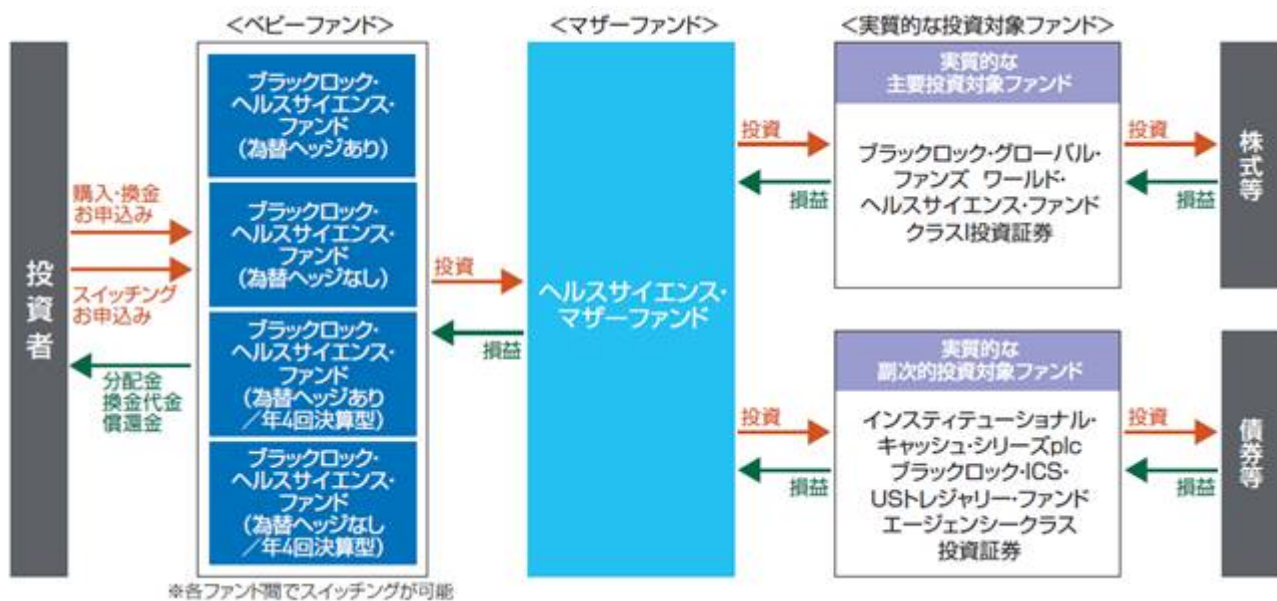 ＜ベビーファンド＞
＜マザーファンド＞
＜実質的な投資対象ファンド＞
投資者
購入・換金
お申込み
スイッチング
お申込み
分配金
換金代金
償還金
ブラックロック・
ヘルスサイエンス・
ファンド
(為替ヘッジあり)
ブラックロック・
ヘルスサイエンス・
ファンド
(為替ヘッジなし)
ブラックロック・
ヘルスサイエンス・
ファンド
(為替ヘッジあり
／年4回決算型)
ブラックロック・
ヘルスサイエンス・
ファンド
(為替ヘッジなし
／年4回決算型)
※各ファンド間でスイッチングが可能
投資
損益
ヘルスサイエンス・
マザーファンド
投資
損益
実質的な
主要投資対象ファンド
ブラックロック・グローバル・
ファンズ ワールド・
ヘルスサイエンス・ファンド
クラスI投資証券
投資
損益
株式等
投資
損益
実質的な
副次的投資対象ファンド
インスティテューショナル・
キャッシュ・シリーズplc
ブラックロック・ICS・
USトレジャリー・ファンド
エージェンシークラス
投資証券
投資
損益
債券等